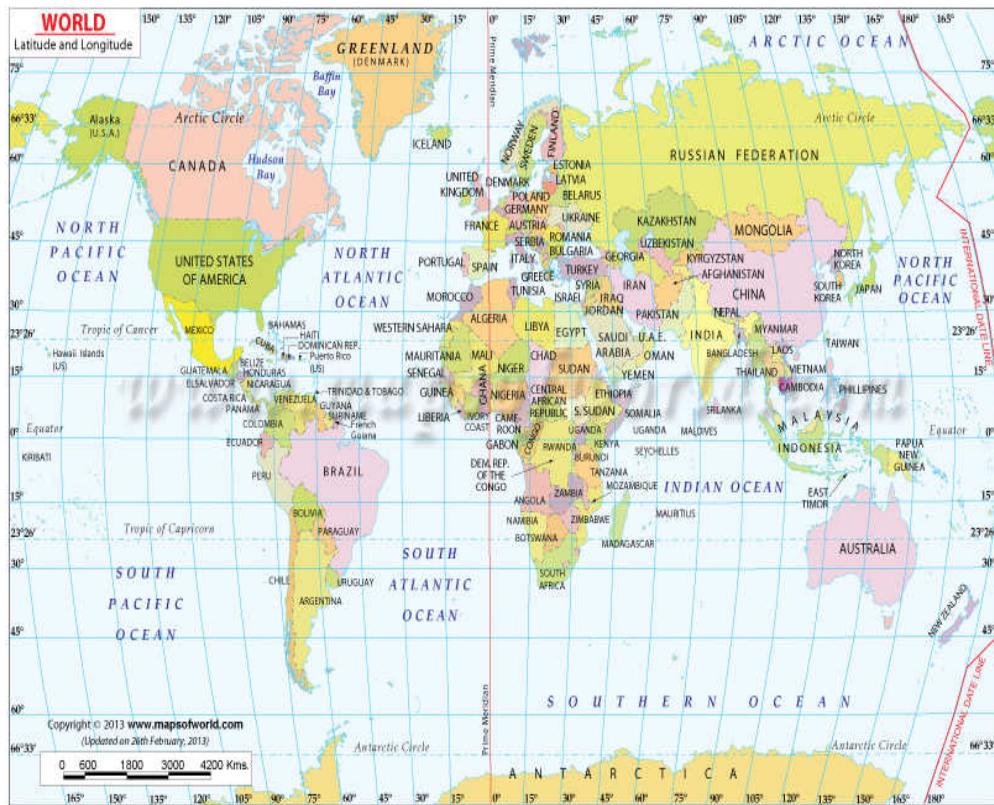 WORLD
Latitude and Longitude
150° 135° 120° 105° 90° 75° 60° 45° 30° 15° 0° 15° 30° 45° 60° 75° 90° 105° 120° 135° 150° 165° 180° 165°
GREENLAND
(DENMARK)
ARCTIC OCEAN
Prime Meridian
Baffin
Bay
75°
75°
66°33'
66°33'
Alaska
(U.S.A.)
Arctic Circle
Arctic Circle
ICELAND
NORWAY
SWEDEN
FINLAND
RUSSIAN FEDERATION
CANADA
Hudson
Bay
60°
60°
ESTONIA
LATVIA
UNITED
KINGDOM
DENMARK
BELARUS
POLAND
GERMANY
UKRAINE
KAZAKHSTAN
FRANCE
AUSTRIA
ROMANIA
MONGOLIA
NORTH
PACIFIC
OCEAN
45°
45°
SERBIA
BULGARIA
UZBEKISTAN
UNITED STATES
OF AMERICA
NORTH
ATLANTIC
OCEAN
PORTUGAL
SPAIN
ITALY
GEORGIA
KYRGYZSTAN
NORTH
KOREA
GREECE
TURKEY
AFGHANISTAN
NORTH
PACIFIC
OCEAN
INTERNATIONAL DATE LINE
TUNISIA
SYRIA
IRAN
CHINA
SOUTH
KOREA
JAPAN
MOROCCO
ISRAEL
IRAQ
JORDAN
30°
30°
PAKISTAN
NEPAL
ALGERIA
LIBYA
EGYPT
23°26'
23°26'
Tropic of Cancer
MEXICO
BAHAMAS
WESTERN SAHARA
SAUDI
ARABIA
U.A.E.
INDIA
MYANMAR
CUBA
HAITI
DOMINICAN REP.
Puerto Rico
(US)
TAIWAN
Hawaii Islands
(US)
MAURITANIA
MALI
NIGER
CHAD
SUDAN
OMAN
BANGLADESH
LAOS
BELIZE
GUATEMALA
HONDURAS
ELSALVADOR
NICARAGUA
SENEGAL
YEMEN
THAILAND
VIETNAM
15°
15°
CAMBODIA
PHILLIPINES
COSTA RICA
TRINIDAD & TOBAGO
GUINEA
GHANA
NIGERIA
CENTRAL
AFRICAN
REPUBLIC
ETHIOPIA
PANAMA
VENEZUELA
GUYANA
SURINAME
French
Guiana
LIBERIA
IVORY
COAST
CAME-
ROON
S. SUDAN
SOMALIA
SRILANKA
COLOMBIA
UGANDA
UGANDA
MALDIVES
MALAYSIA
Equator
Equator
0°
0°
ECUADOR
GABON
CONGO
RWANDA
KENYA
SEYCHELLES
INDONESIA
PAPUA
NEW
GUINEA
KIRIBATI
BURUNDI
BRAZIL
DEM. REP.
OF THE
CONGO
TANZANIA
PERU
MOZAMBIQUE
INDIAN OCEAN
EAST
TIMOR
15°
15°
ANGOLA
ZAMBIA
BOLIVIA
MAURITIUS
23°26'
23°26'
Tropic of Capricorn
PARAGUAY
NAMIBIA
ZIMBABWE
BOTSWANA
MADAGASCAR
AUSTRALIA
30°
30°
SOUTH
PACIFIC
OCEAN
CHILE
URUGUAY
ARGENTINA
SOUTH
ATLANTIC
OCEAN
SOUTH
AFRICA
NEW ZEALAND
45°
45°
INTERNATIONAL DATE LINE
SOUTHERN OCEAN
Prime Meridian
60°
60°
Copyright © 2013 www.mapsofworld.com
(Updated on 26th February, 2013)
66°33'
66°33'
Antarctic Circle
Antarctic Circle
0 600 1800 3000 4200 Kms.
ANTARCTICA
165° 150° 135° 120° 105° 90° 75° 60° 45° 30° 15° 0° 15° 30° 45° 60° 75° 90° 105° 120° 135° 150° 165° 180° 165°